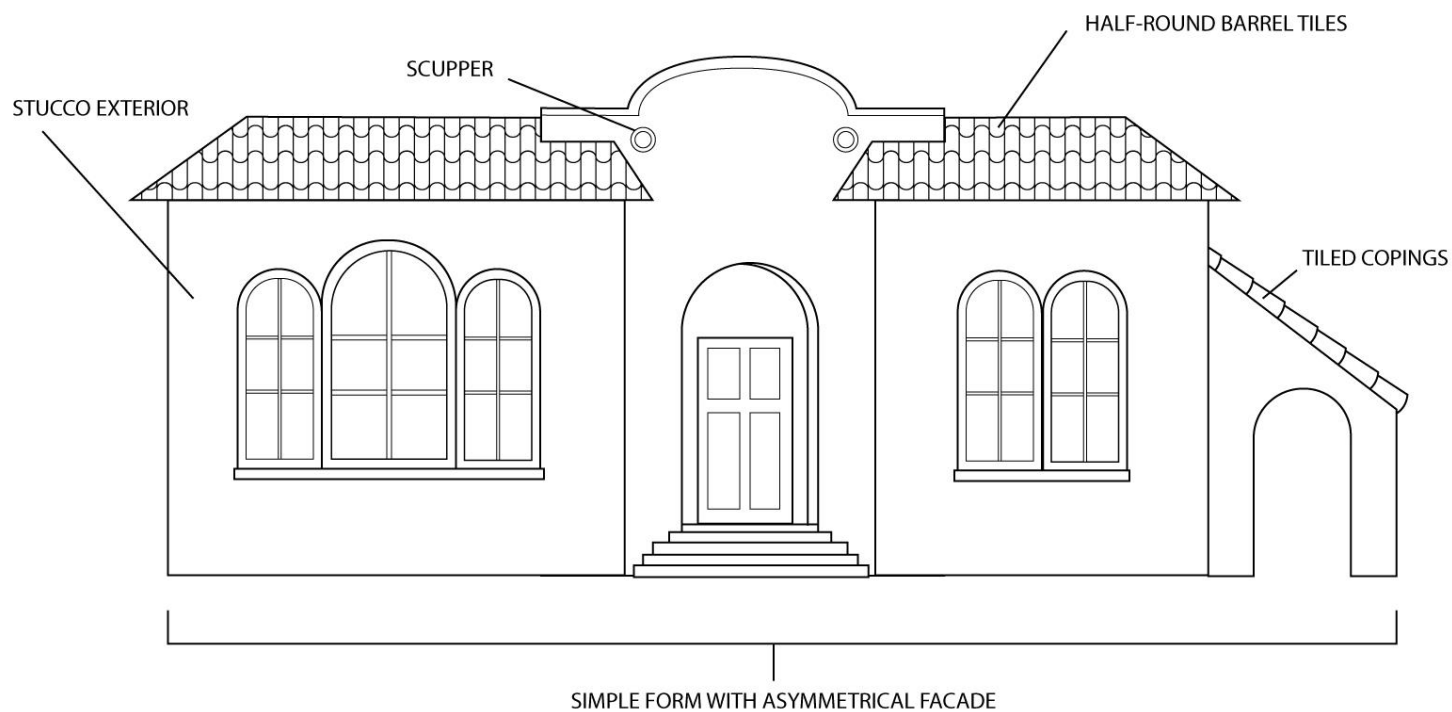 HALF-ROUND BARREL TILES
SCUPPER
STUCCO EXTERIOR
TILED COPINGS
SIMPLE FORM WITH ASYMMETRICAL FACADE